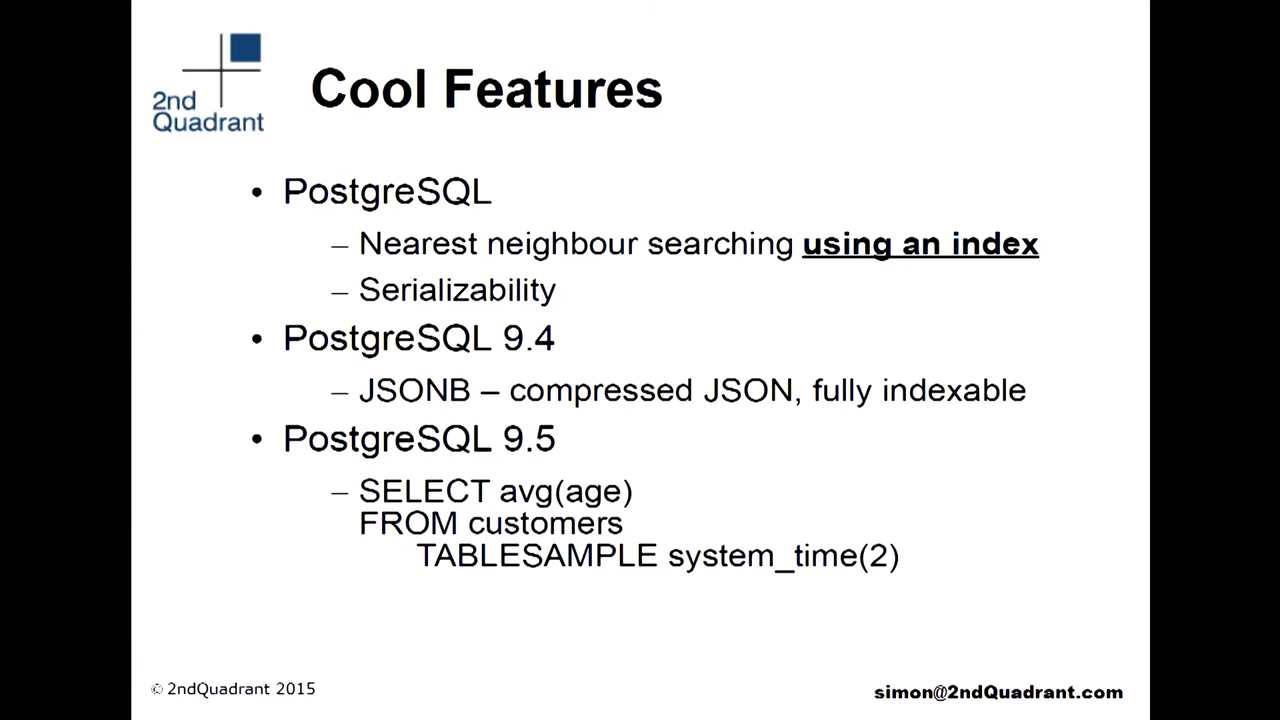 2nd
Quadrant
Cool Features
• PostgreSQL
– Nearest neighbour searching using an index
– Serializability
• PostgreSQL 9.4
– JSONB – compressed JSON, fully indexable
• PostgreSQL 9.5
– SELECT avg(age)
FROM customers
TABLESAMPLE system_time(2)
© 2ndQuadrant 2015
simon@2ndQuadrant.com